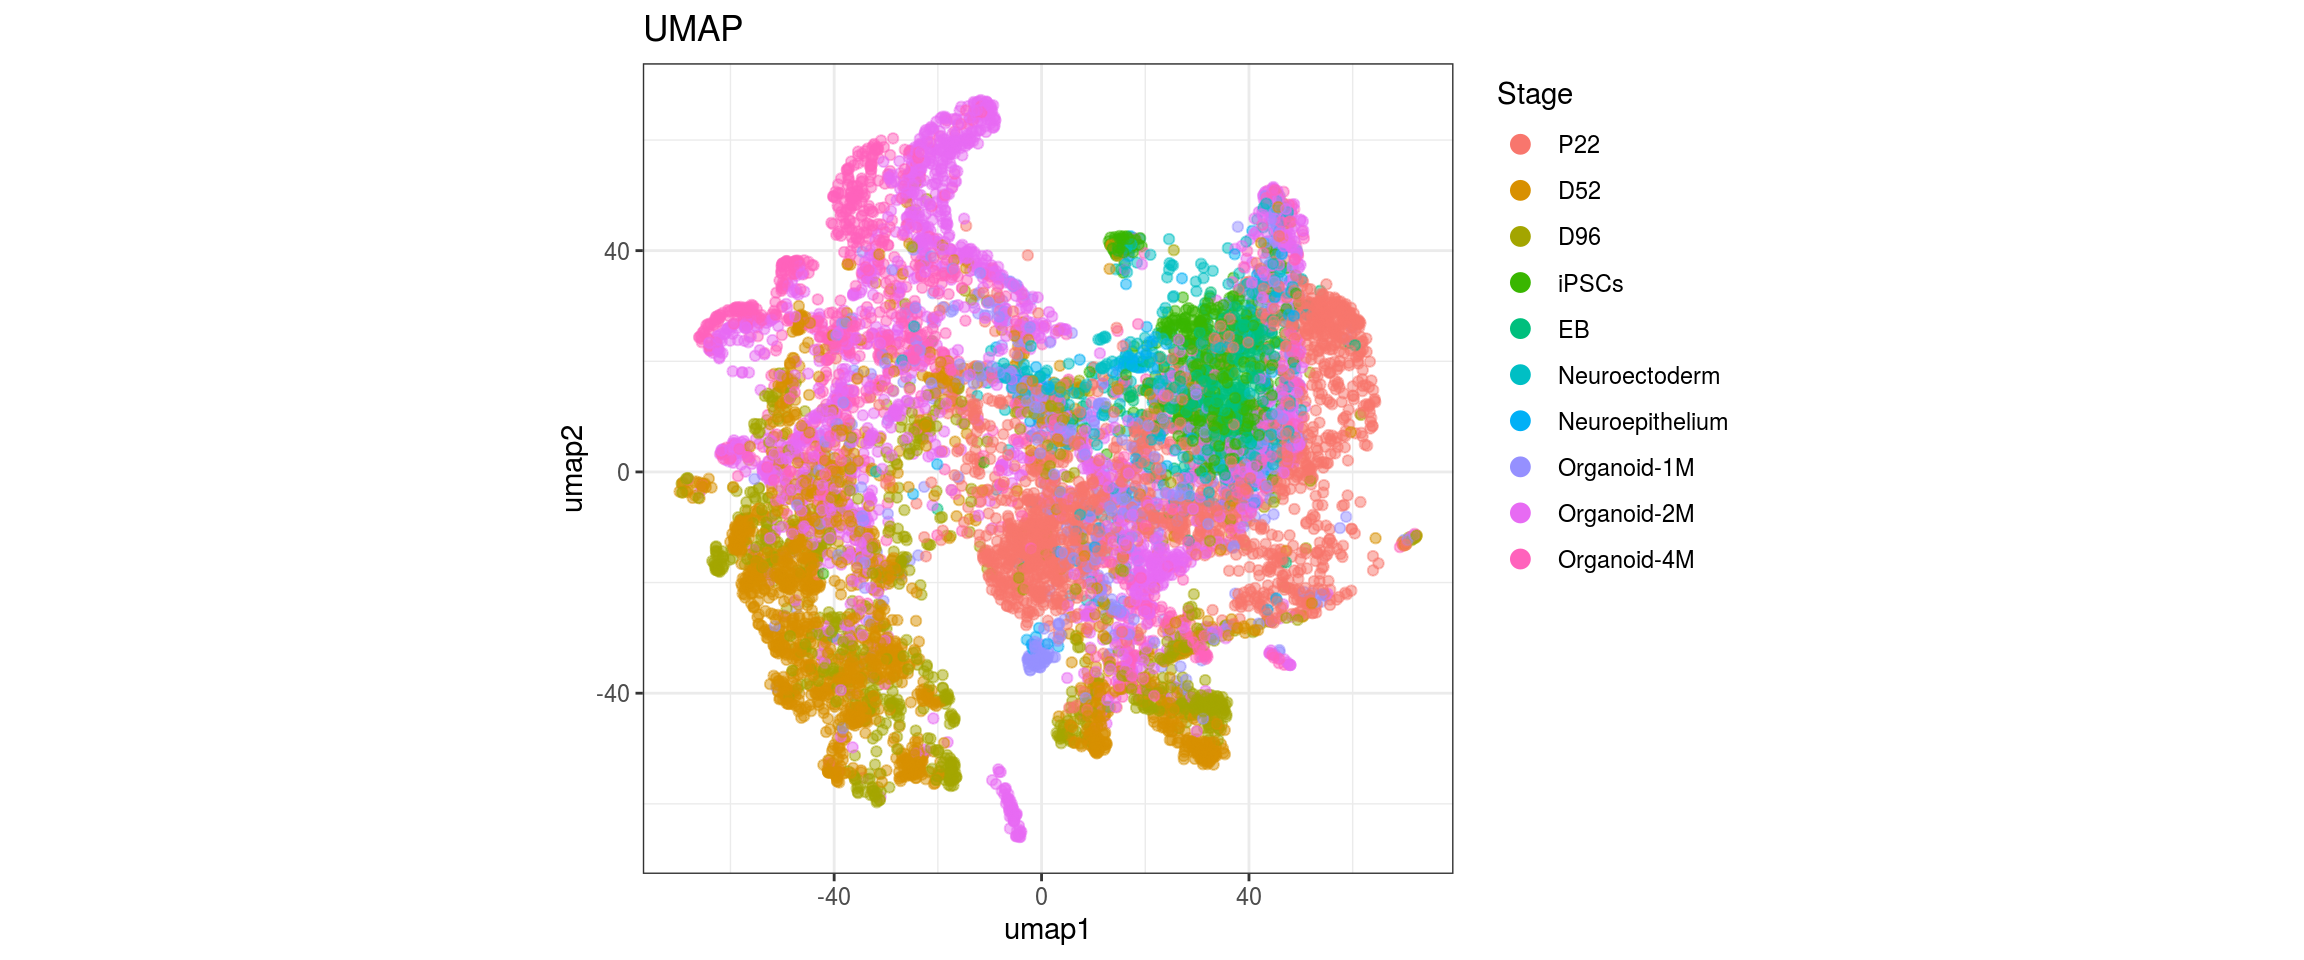 UMAP
Stage
P22
D52
D96
iPSCs
EB
Neuroectoderm
Neuroepithelium
Organoid-1M
Organoid-2M
Organoid-4M
umap2
40
0
-40
-40
0
40
umap1